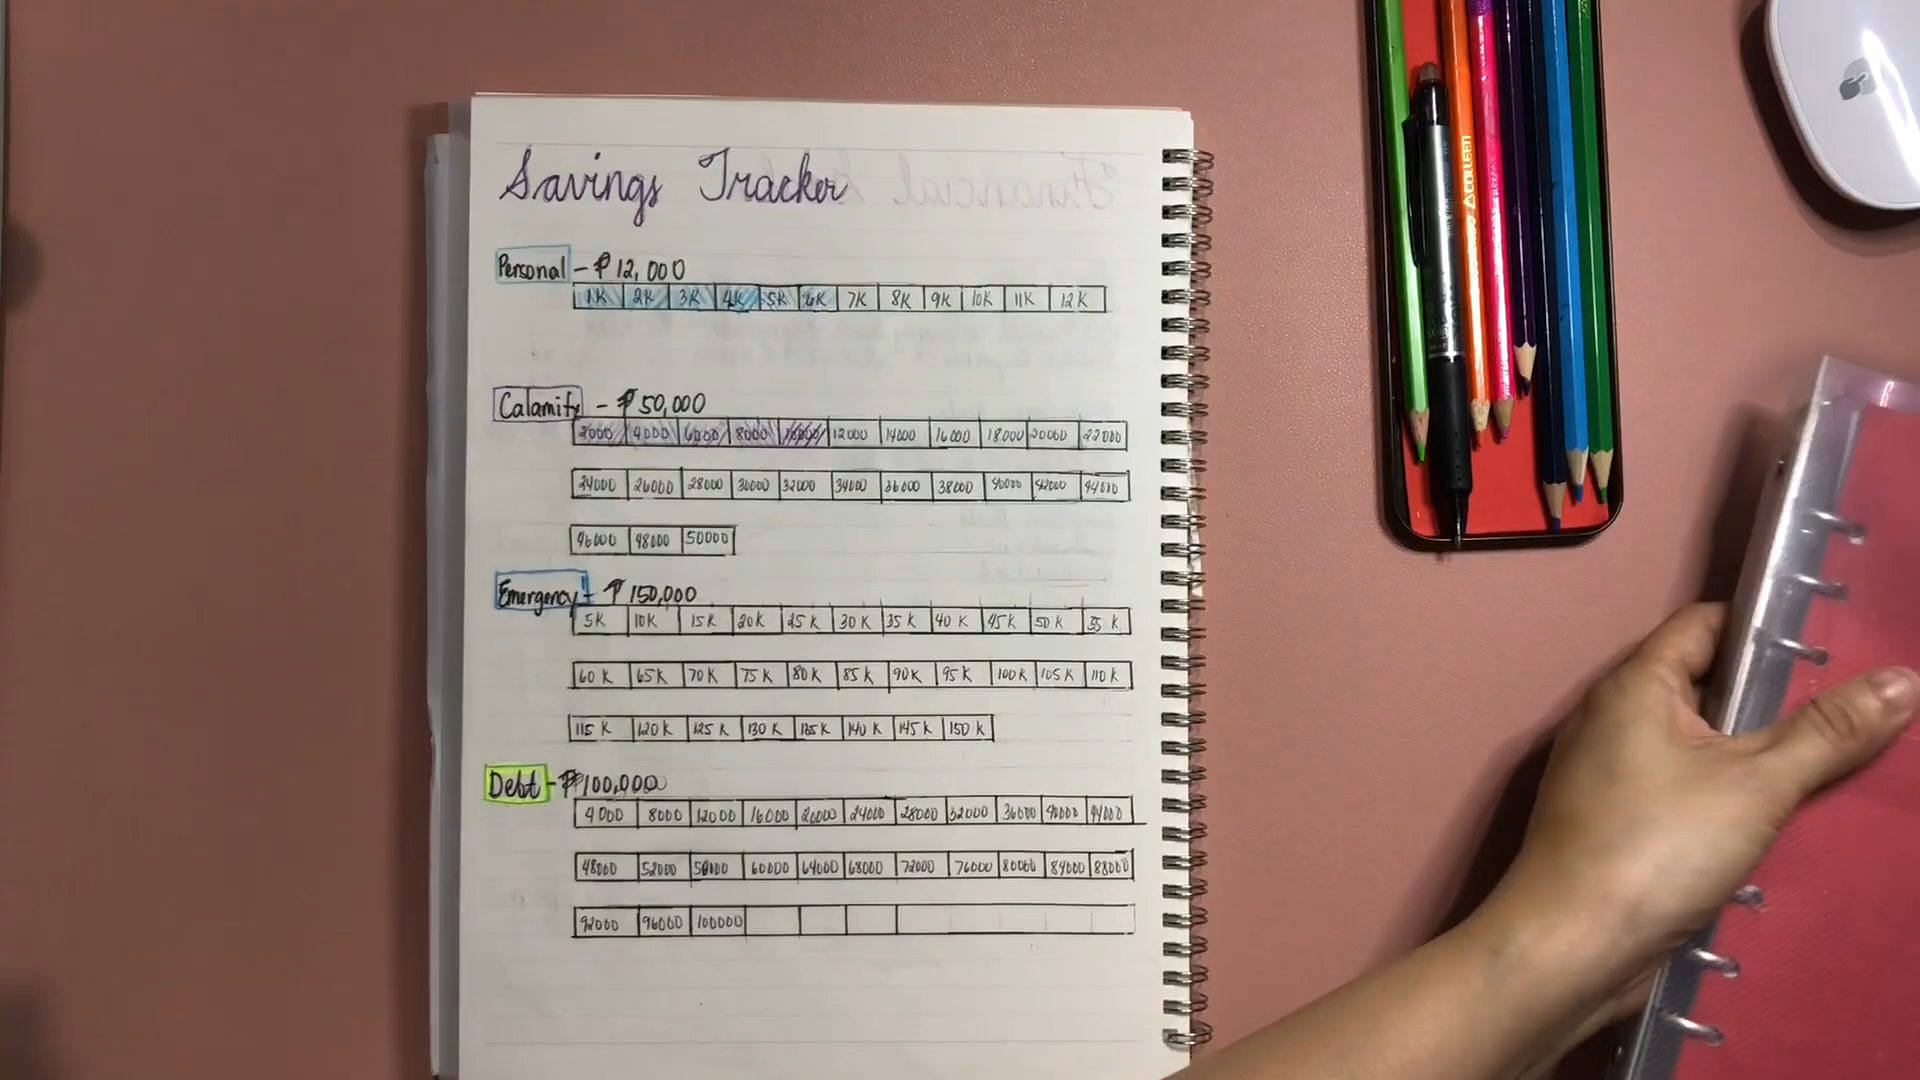 Savings Tracker
Personal - ₱12,000
1K 2K 3K 4K 5K 6K 7K 8K 9K 10K 11K 12K
Calamity - ₱50,000
2000 4000 6000 8000 10000 12000 14000 16000 18000 20000 22000
24000 26000 28000 30000 32000 34000 36000 38000 40000 42000 44000
46000 48000 50000
Emergency - ₱150,000
5K 10K 15K 20K 25K 30K 35K 40K 45K 50K 55K
60K 65K 70K 75K 80K 85K 90K 95K 100K 105K 110K
115K 120K 125K 130K 135K 140K 145K 150K
Debt - ₱100,000
4000 8000 12000 16000 20000 24000 28000 32000 36000 40000 44000
48000 52000 56000 60000 64000 68000 72000 76000 80000 84000 88000
92000 96000 100000
COLLEEN
Financial